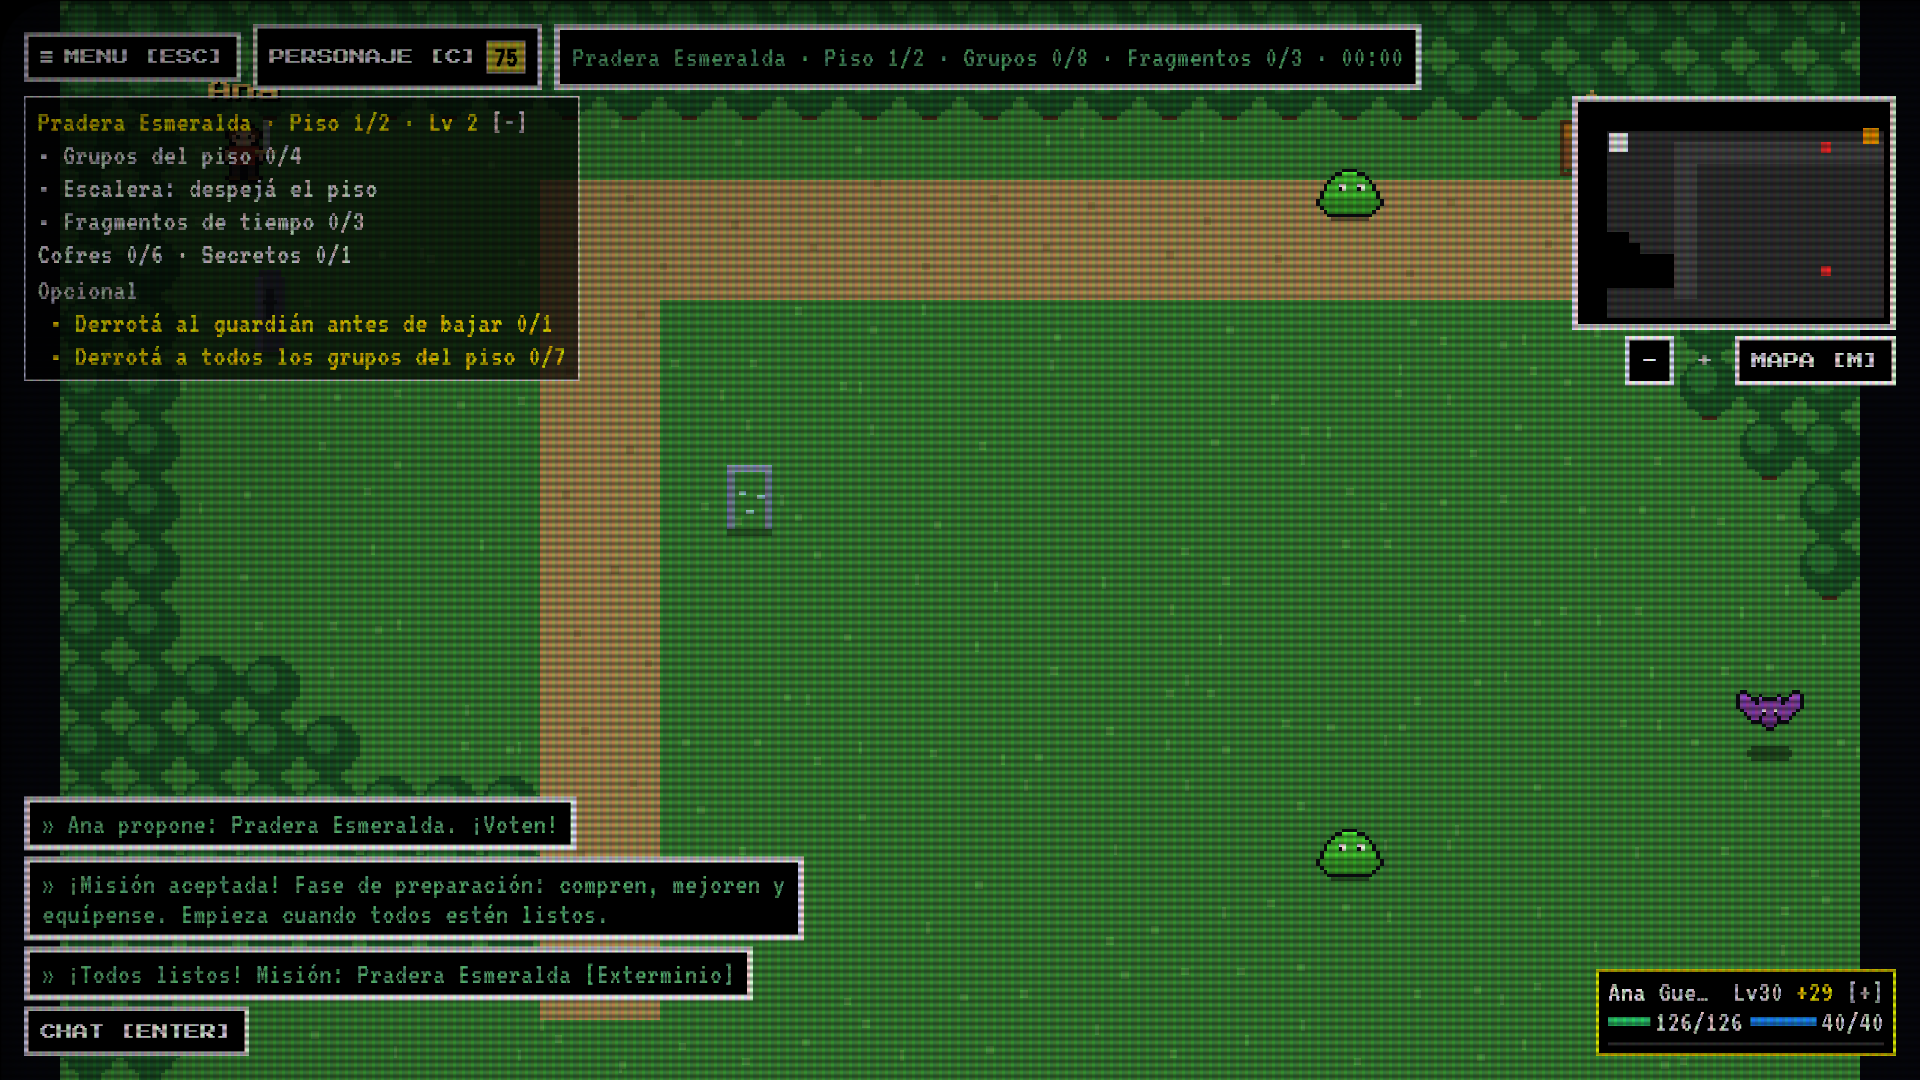 ≡ MENU [ESC]
PERSONAJE [C] 75
Pradera Esmeralda · Piso 1/2 · Grupos 0/8 · Fragmentos 0/3 · 00:00
Ana
Pradera Esmeralda · Piso 1/2 · Lv 2 [-]
· Grupos del piso 0/4
· Escalera: despejá el piso
· Fragmentos de tiempo 0/3
Cofres 0/6 · Secretos 0/1
Opcional
· Derrotá al guardián antes de bajar 0/1
· Derrotá a todos los grupos del piso 0/7
− + MAPA [M]
» Ana propone: Pradera Esmeralda. ¡Voten!
» ¡Misión aceptada! Fase de preparación: compren, mejoren y
equípense. Empieza cuando todos estén listos.
» ¡Todos listos! Misión: Pradera Esmeralda [Exterminio]
CHAT [ENTER]
Ana Gue… Lv30 +29 [+]
126/126 40/40